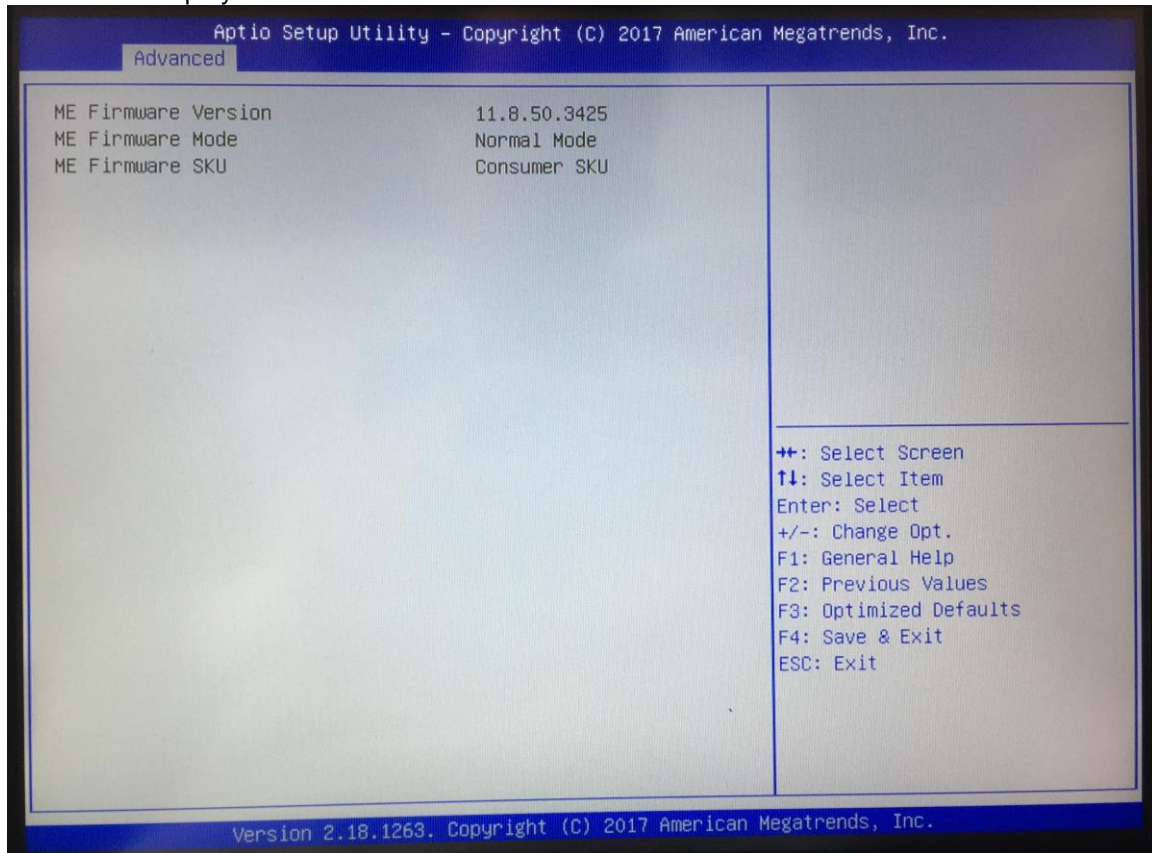 Aptio Setup Utility – Copyright (C) 2017 American Megatrends, Inc.
Advanced
ME Firmware Version 11.8.50.3425
ME Firmware Mode Normal Mode
ME Firmware SKU Consumer SKU
→←: Select Screen
↑↓: Select Item
Enter: Select
+/-: Change Opt.
F1: General Help
F2: Previous Values
F3: Optimized Defaults
F4: Save & Exit
ESC: Exit
Version 2.18.1263. Copyright (C) 2017 American Megatrends, Inc.